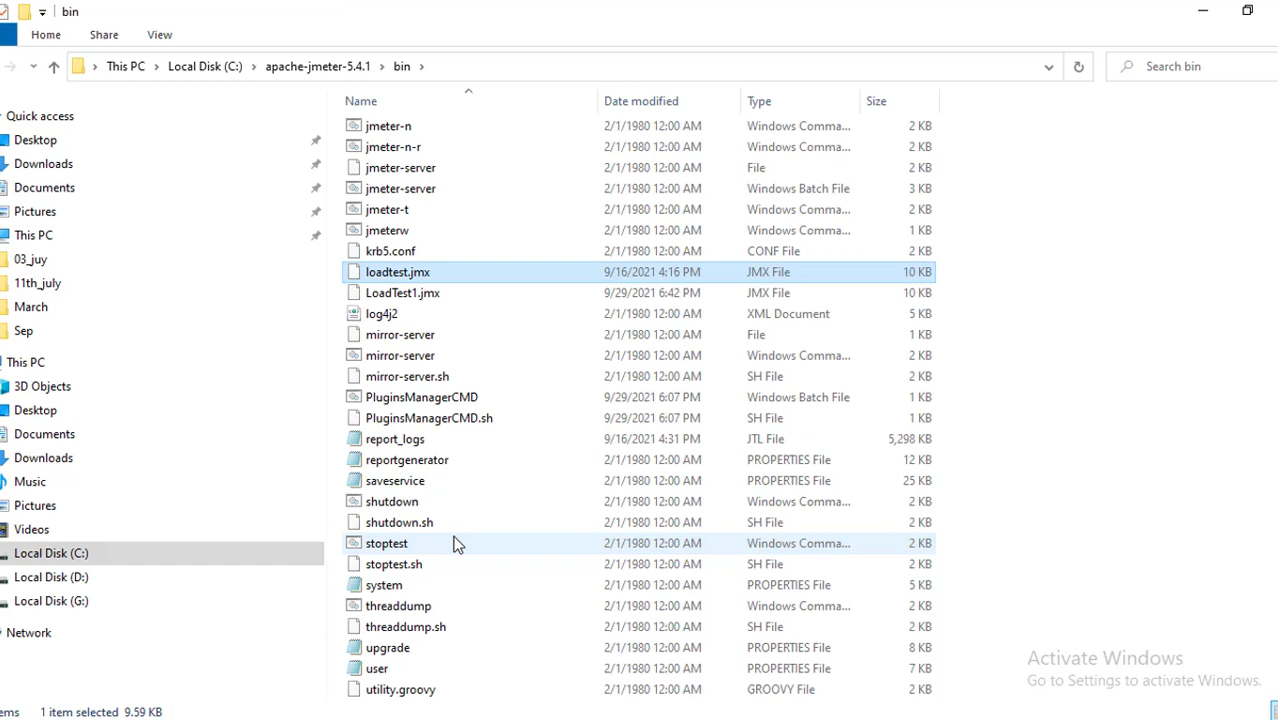 bin
Home Share View
This PC Local Disk (C:) apache-jmeter-5.4.1 bin Search bin
Name Date modified Type Size
Quick access
Desktop
Downloads
Documents
Pictures
This PC
03_juy
11th_july
March
Sep
This PC
3D Objects
Desktop
Documents
Downloads
Music
Pictures
Videos
Local Disk (C:)
Local Disk (D:)
Local Disk (G:)
Network
jmeter-n 2/1/1980 12:00 AM Windows Comma... 2 KB
jmeter-n-r 2/1/1980 12:00 AM Windows Comma... 2 KB
jmeter-server 2/1/1980 12:00 AM File 2 KB
jmeter-server 2/1/1980 12:00 AM Windows Batch File 3 KB
jmeter-t 2/1/1980 12:00 AM Windows Comma... 2 KB
jmeterw 2/1/1980 12:00 AM Windows Comma... 1 KB
krb5.conf 2/1/1980 12:00 AM CONF File 2 KB
loadtest.jmx 9/16/2021 4:16 PM JMX File 10 KB
LoadTest1.jmx 9/29/2021 6:42 PM JMX File 10 KB
log4j2 2/1/1980 12:00 AM XML Document 5 KB
mirror-server 2/1/1980 12:00 AM File 1 KB
mirror-server 2/1/1980 12:00 AM Windows Comma... 2 KB
mirror-server.sh 2/1/1980 12:00 AM SH File 2 KB
PluginsManagerCMD 9/29/2021 6:07 PM Windows Batch File 1 KB
PluginsManagerCMD.sh 9/29/2021 6:07 PM SH File 1 KB
report_logs 9/16/2021 4:31 PM JTL File 5,298 KB
reportgenerator 2/1/1980 12:00 AM PROPERTIES File 12 KB
saveservice 2/1/1980 12:00 AM PROPERTIES File 25 KB
shutdown 2/1/1980 12:00 AM Windows Comma... 2 KB
shutdown.sh 2/1/1980 12:00 AM SH File 2 KB
stoptest 2/1/1980 12:00 AM Windows Comma... 2 KB
stoptest.sh 2/1/1980 12:00 AM SH File 2 KB
system 2/1/1980 12:00 AM PROPERTIES File 5 KB
threaddump 2/1/1980 12:00 AM Windows Comma... 2 KB
threaddump.sh 2/1/1980 12:00 AM SH File 2 KB
upgrade 2/1/1980 12:00 AM PROPERTIES File 8 KB
user 2/1/1980 12:00 AM PROPERTIES File 7 KB
utility.groovy 2/1/1980 12:00 AM GROOVY File 2 KB
Activate Windows
Go to Settings to activate Windows.
ems 1 item selected 9.59 KB